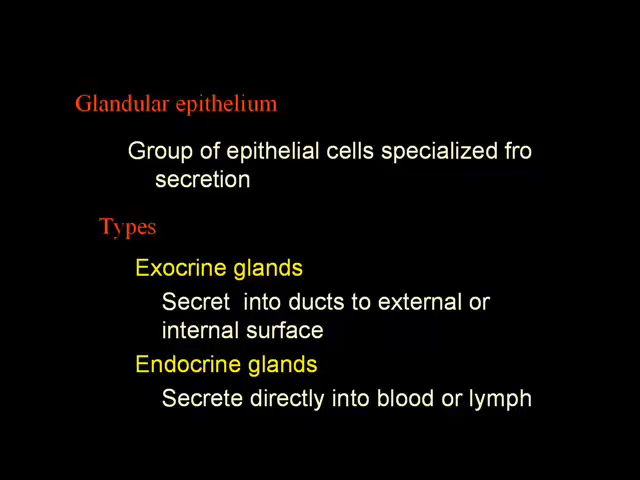 Glandular epithelium
Group of epithelial cells specialized fro
secretion
Types
Exocrine glands
Secret into ducts to external or
internal surface
Endocrine glands
Secrete directly into blood or lymph